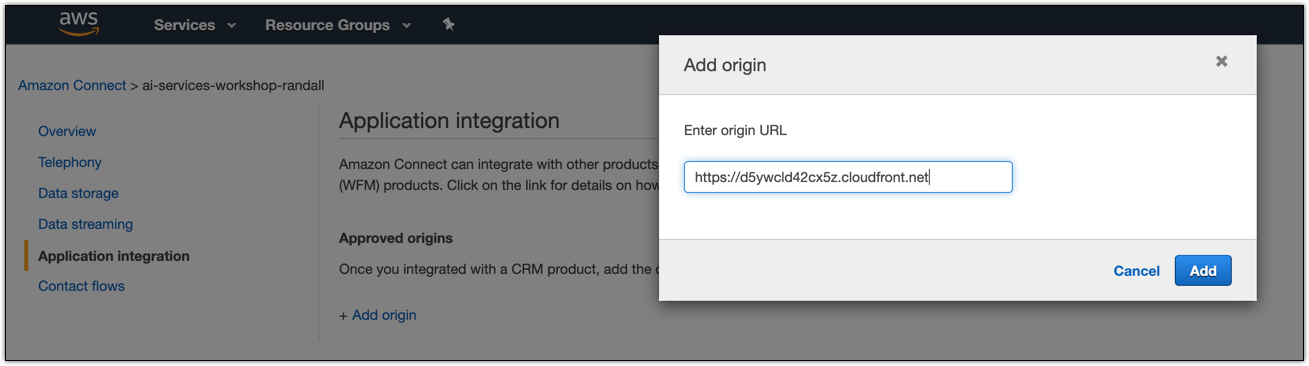 aws
Services
Resource Groups
Amazon Connect > ai-services-workshop-randall
Overview
Telephony
Data storage
Data streaming
Application integration
Contact flows
Application integration
Amazon Connect can integrate with other products
(WFM) products. Click on the link for details on how
Approved origins
Once you integrated with a CRM product, add the
+ Add origin
Add origin
Enter origin URL
https://d5ywcld42cx5z.cloudfront.net
Cancel
Add